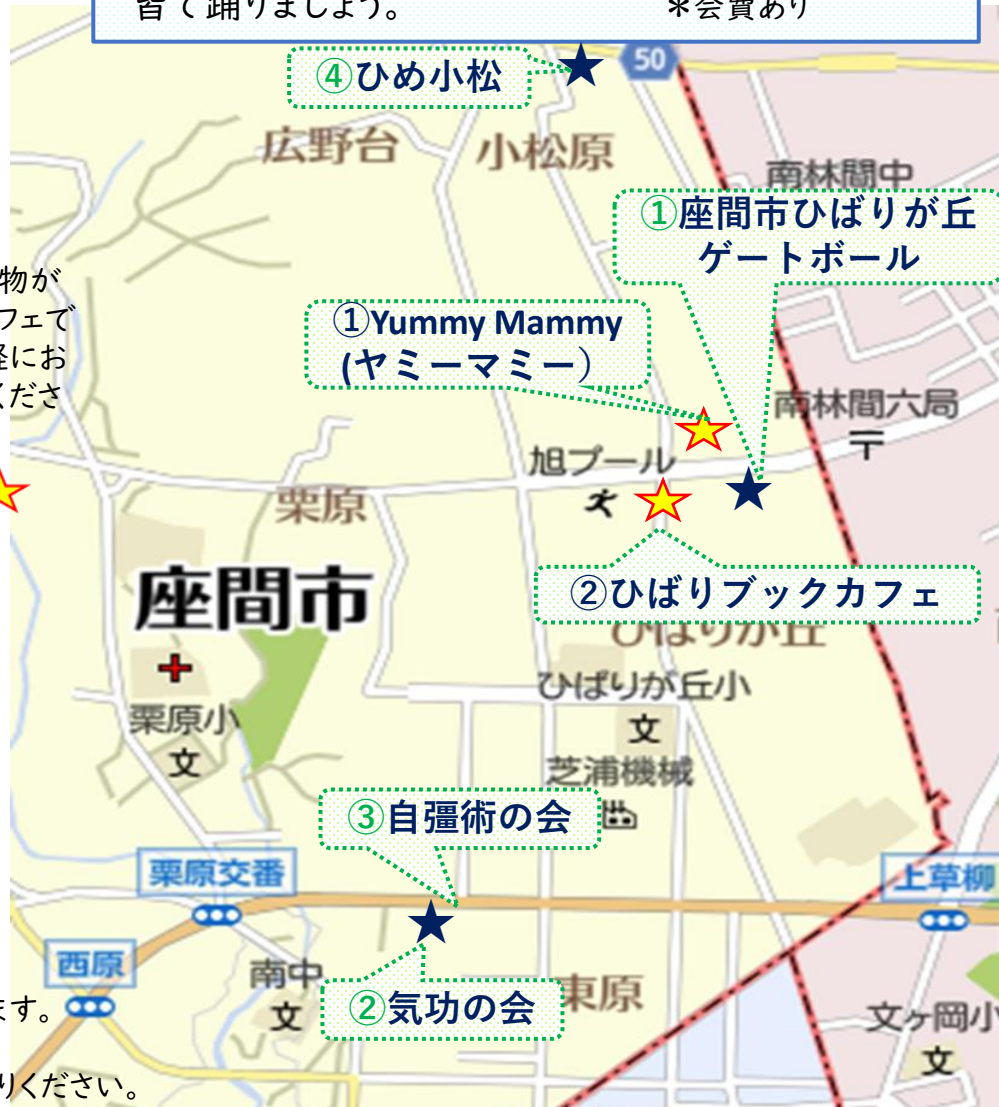 皆で踊りましょう。 ＊会費あり
④ひめ小松
50
広野台
小松原
南林間中
①座間市ひばりが丘
ゲートボール
物が
フェで
軽にお
くださ
①Yummy Mammy
(ヤミーマミー）
南林間六局
旭プール
栗原
②ひばりブックカフェ
座間市
ひばりが丘
ひばりが丘小
文
栗原小
文
芝浦機械
③自彊術の会
栗原交番
上草柳
西原
南中
文
②気功の会
東原
ます。
文ヶ岡小
文
りください。